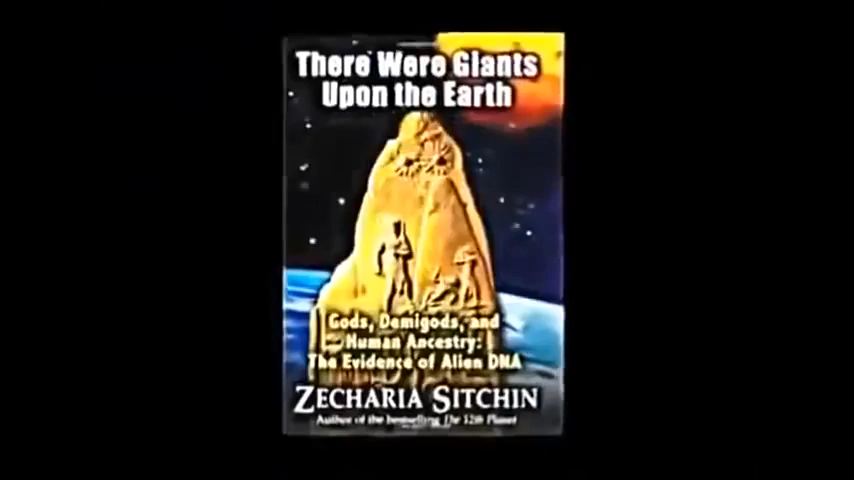 There Were Giants
Upon the Earth
Gods, Demigods, and
Human Ancestry:
The Evidence of Alien DNA
ZECHARIA SITCHIN
Author of the bestselling The 12th Planet